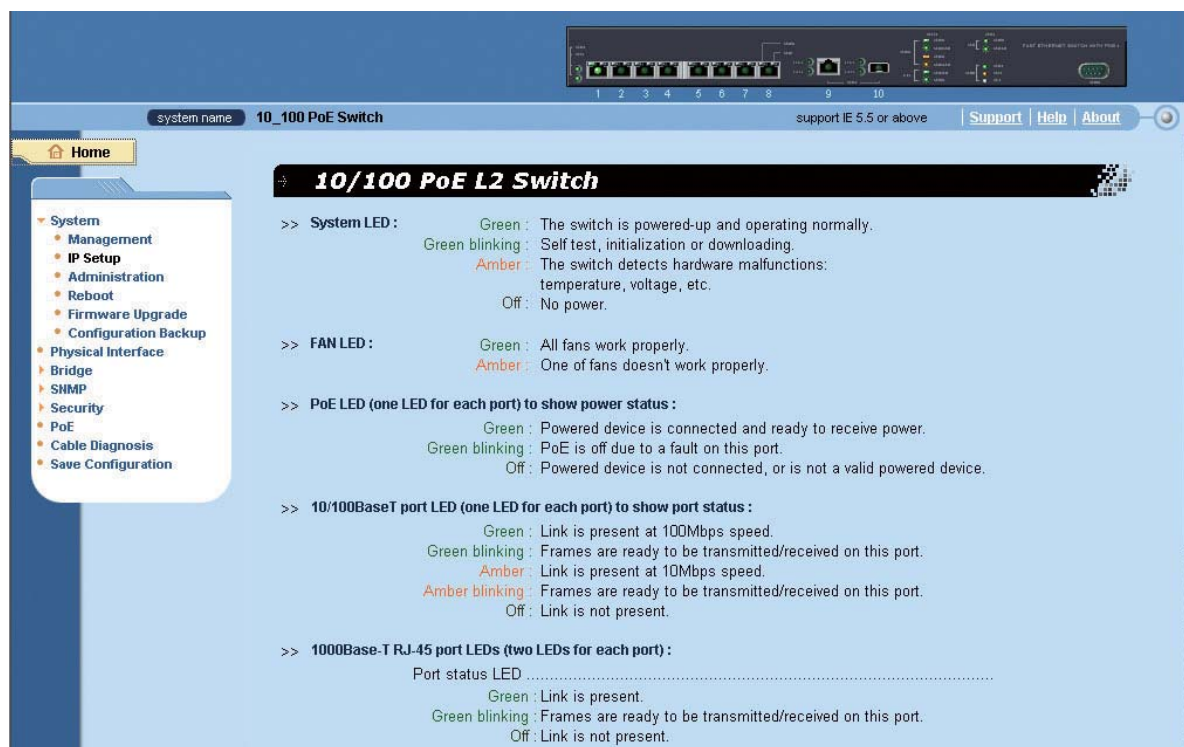 FAST ETHERNET SWITCH WITH POE+
1 2 3 4 5 6 7 8 9 10
system name 10_100 PoE Switch support IE 5.5 or above | Support | Help | About
Home
System
Management
IP Setup
Administration
Reboot
Firmware Upgrade
Configuration Backup
Physical Interface
Bridge
SNMP
Security
PoE
Cable Diagnosis
Save Configuration
10/100 PoE L2 Switch
>> System LED : Green : The switch is powered-up and operating normally.
Green blinking : Self test, initialization or downloading.
Amber : The switch detects hardware malfunctions:
temperature, voltage, etc.
Off : No power.
>> FAN LED : Green : All fans work properly.
Amber : One of fans doesn't work properly.
>> PoE LED (one LED for each port) to show power status :
Green : Powered device is connected and ready to receive power.
Green blinking : PoE is off due to a fault on this port.
Off : Powered device is not connected, or is not a valid powered device.
>> 10/100BaseT port LED (one LED for each port) to show port status :
Green : Link is present at 100Mbps speed.
Green blinking : Frames are ready to be transmitted/received on this port.
Amber : Link is present at 10Mbps speed.
Amber blinking : Frames are ready to be transmitted/received on this port.
Off : Link is not present.
>> 1000Base-T RJ-45 port LEDs (two LEDs for each port) :
Port status LED ........................................................................................................
Green : Link is present.
Green blinking : Frames are ready to be transmitted/received on this port.
Off : Link is not present.